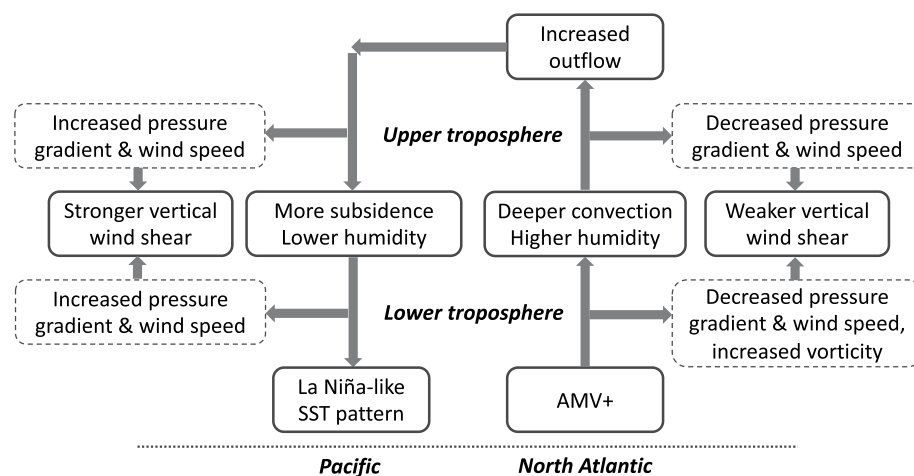 Increased
outflow
Increased pressure
gradient & wind speed
Upper troposphere
Decreased pressure
gradient & wind speed
Stronger vertical
wind shear
More subsidence
Lower humidity
Deeper convection
Higher humidity
Weaker vertical
wind shear
Increased pressure
gradient & wind speed
Lower troposphere
Decreased pressure
gradient & wind speed,
increased vorticity
La Niña-like
SST pattern
AMV+
Pacific
North Atlantic